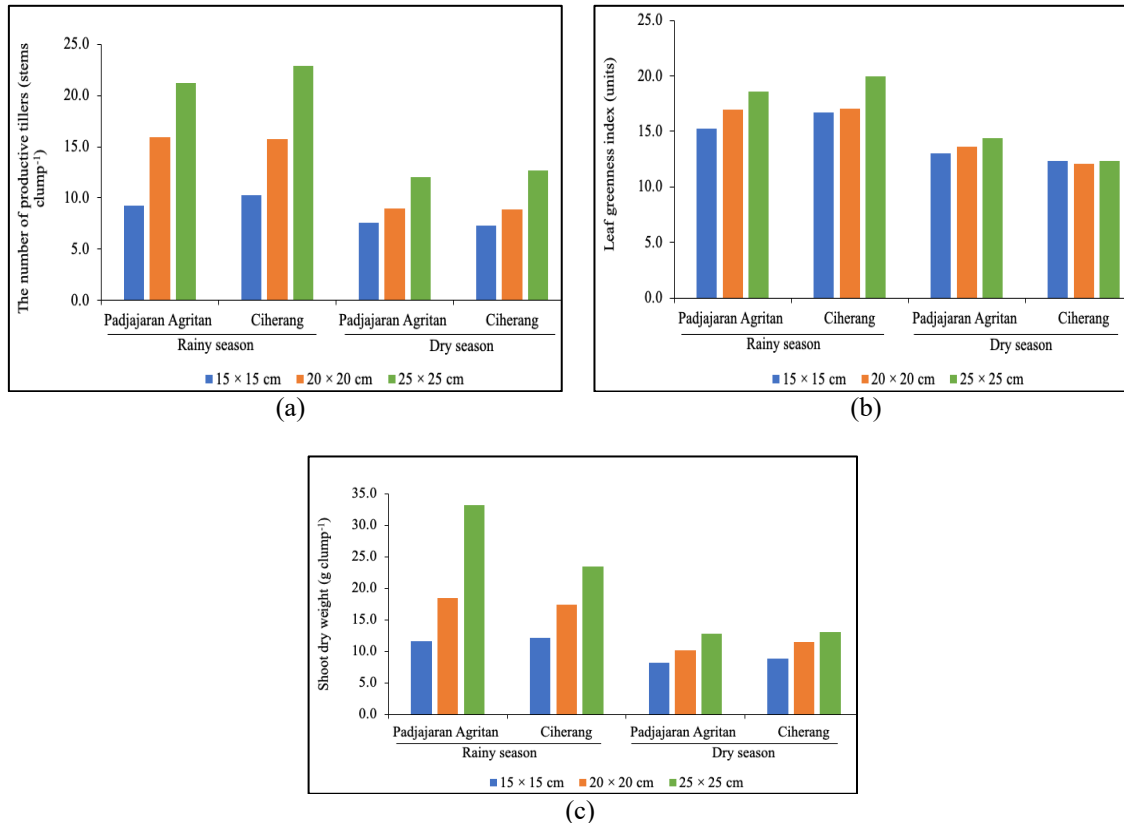 The number of productive tillers (stems
clump⁻¹)
25.0
20.0
15.0
10.0
5.0
0.0
Padjajaran Agritan Ciherang Padjajaran Agritan Ciherang
Rainy season Dry season
15 × 15 cm 20 × 20 cm 25 × 25 cm
(a)
Leaf greenness index (units)
25.0
20.0
15.0
10.0
5.0
0.0
Padjajaran Agritan Ciherang Padjajaran Agritan Ciherang
Rainy season Dry season
15 × 15 cm 20 × 20 cm 25 × 25 cm
(b)
Shoot dry weight (g clump⁻¹)
35.0
30.0
25.0
20.0
15.0
10.0
5.0
0.0
Padjajaran Agritan Ciherang Padjajaran Agritan Ciherang
Rainy season Dry season
15 × 15 cm 20 × 20 cm 25 × 25 cm
(c)